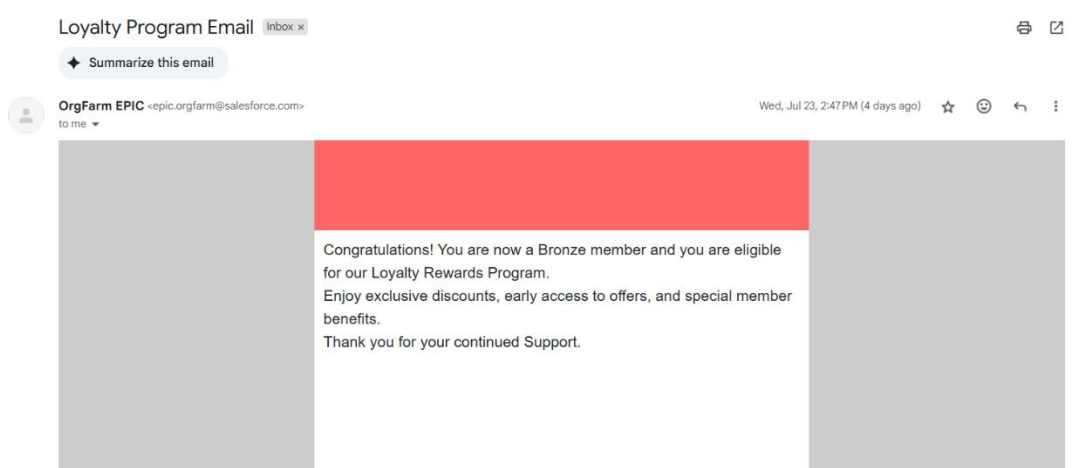 Loyalty Program Email Inbox ×
Summarize this email
OrgFarm EPIC <epic.orgfarm@salesforce.com> Wed, Jul 23, 2:47 PM (4 days ago)
to me
Congratulations! You are now a Bronze member and you are eligible
for our Loyalty Rewards Program.
Enjoy exclusive discounts, early access to offers, and special member
benefits.
Thank you for your continued Support.